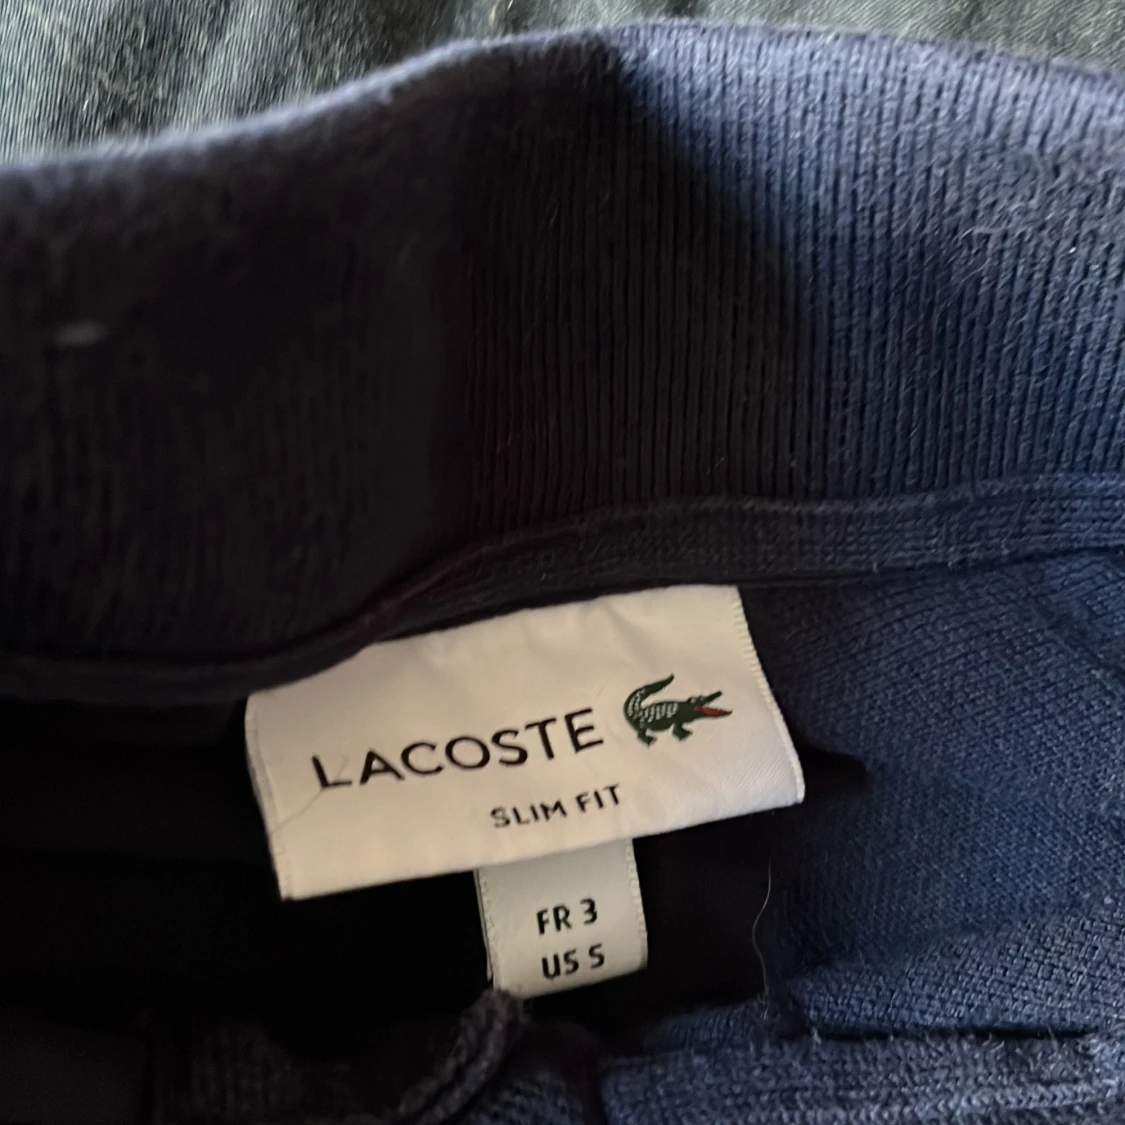 LACOSTE
SLIM FIT
FR 3
US S